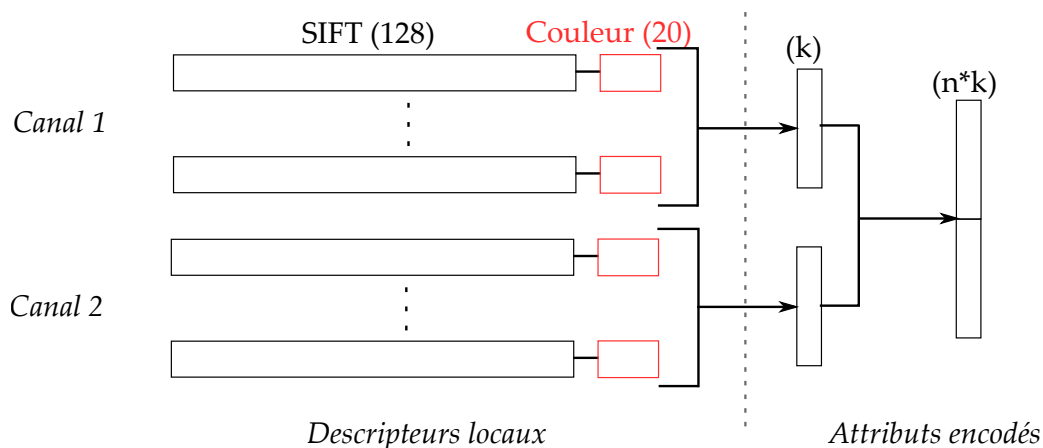 SIFT (128)
Couleur (20)
(k)
(n*k)
Canal 1
Canal 2
Descripteurs locaux
Attributs encodés